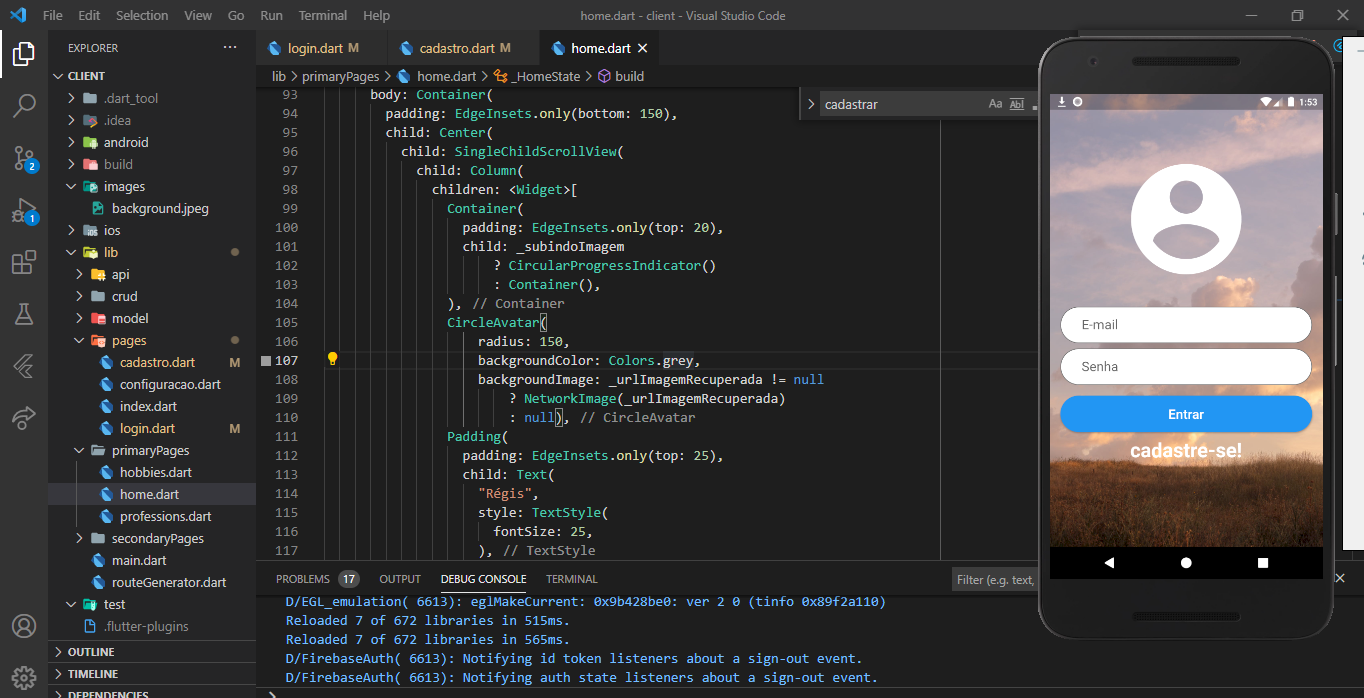 File Edit Selection View Go Run Terminal Help
home.dart - client - Visual Studio Code
EXPLORER
CLIENT
.dart_tool
.idea
android
build
images
background.jpeg
ios
lib
api
crud
model
pages
cadastro.dart M
configuracao.dart
index.dart
login.dart M
primaryPages
hobbies.dart
home.dart
professions.dart
secondaryPages
main.dart
routeGenerator.dart
test
.flutter-plugins
OUTLINE
TIMELINE
DEPENDENCIES
2
1
login.dart M cadastro.dart M home.dart
lib > primaryPages > home.dart > _HomeState > build
cadastrar Aa Abl
93 body: Container(
94 padding: EdgeInsets.only(bottom: 150),
95 child: Center(
96 child: SingleChildScrollView(
97 child: Column(
98 children: <Widget>[
99 Container(
100 padding: EdgeInsets.only(top: 20),
101 child: _subindoImagem
102 ? CircularProgressIndicator()
103 : Container(),
104 ), // Container
105 CircleAvatar(
106 radius: 150,
107 backgroundColor: Colors.grey,
108 backgroundImage: _urlImagemRecuperada != null
109 ? NetworkImage(_urlImagemRecuperada)
110 : null), // CircleAvatar
111 Padding(
112 padding: EdgeInsets.only(top: 25),
113 child: Text(
114 "Régis",
115 style: TextStyle(
116 fontSize: 25,
117 ), // TextStyle
PROBLEMS 17 OUTPUT DEBUG CONSOLE TERMINAL
Filter (e.g. text,
D/EGL_emulation( 6613): eglMakeCurrent: 0x9b428be0: ver 2 0 (tinfo 0x89f2a110)
Reloaded 7 of 672 libraries in 515ms.
Reloaded 7 of 672 libraries in 565ms.
D/FirebaseAuth( 6613): Notifying id token listeners about a sign-out event.
D/FirebaseAuth( 6613): Notifying auth state listeners about a sign-out event.
1:53
E-mail
Senha
Entrar
cadastre-se!